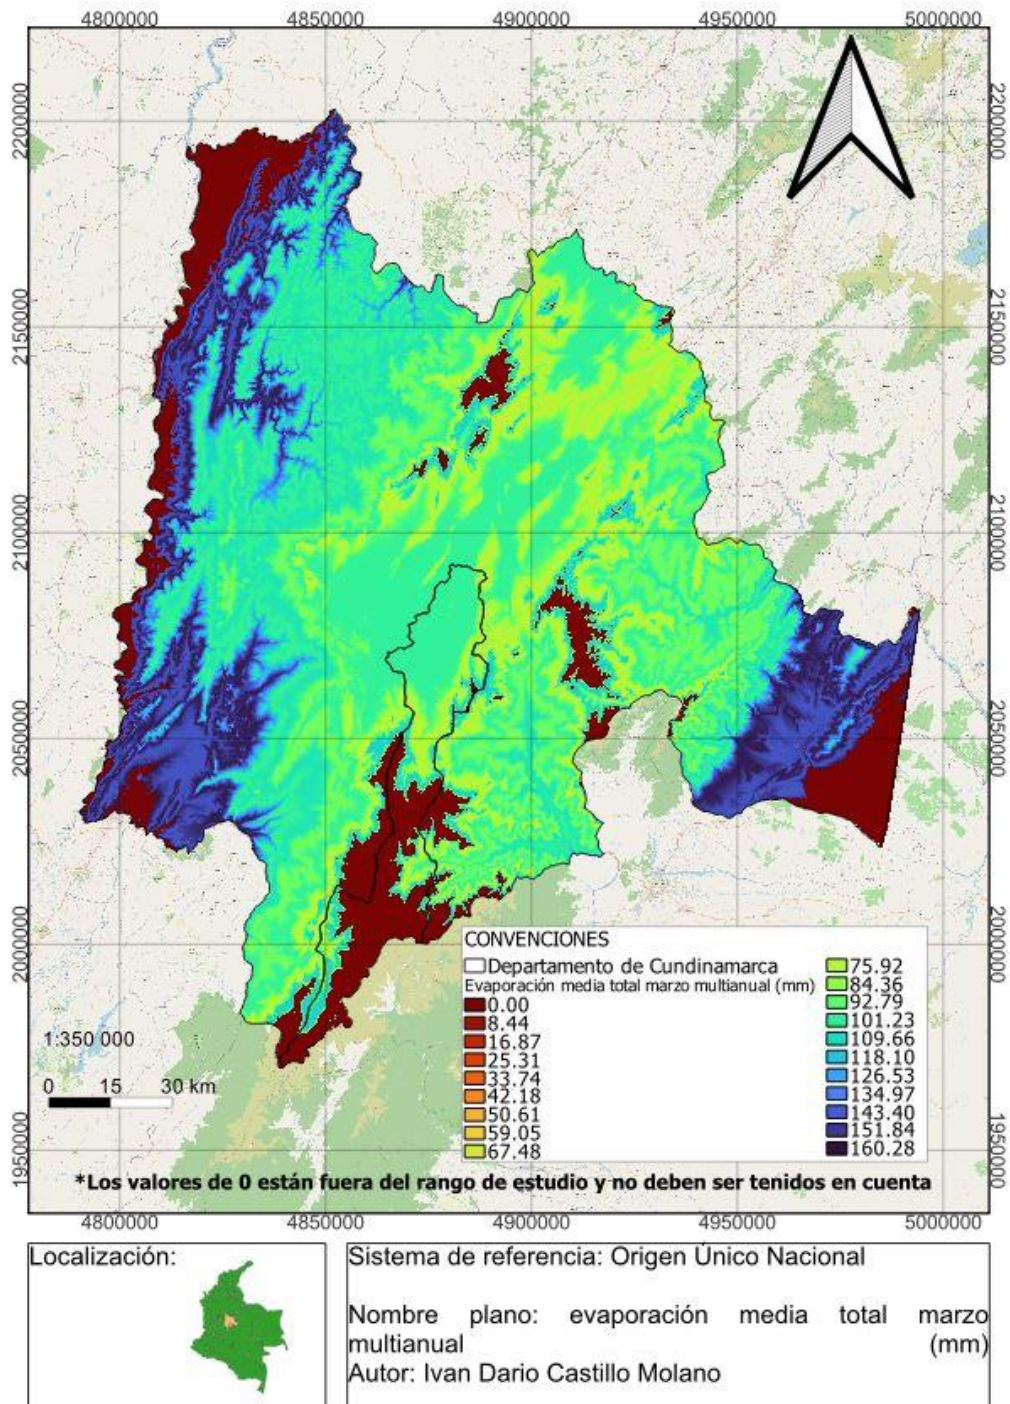 4800000 4850000 4900000 4950000 5000000
2200000 2200000
2150000 2150000
2100000 2100000
2050000 2050000
2000000 2000000
1950000 1950000
CONVENCIONES
Departamento de Cundinamarca
Evaporación media total marzo multianual (mm)
0.00
8.44
16.87
25.31
33.74
42.18
50.61
59.05
67.48
75.92
84.36
92.79
101.23
109.66
118.10
126.53
134.97
143.40
151.84
160.28
1:350 000
0 15 30 km
*Los valores de 0 están fuera del rango de estudio y no deben ser tenidos en cuenta
4800000 4850000 4900000 4950000 5000000
Localización:
Sistema de referencia: Origen Único Nacional
Nombre plano: evaporación media total marzo
multianual (mm)
Autor: Ivan Dario Castillo Molano